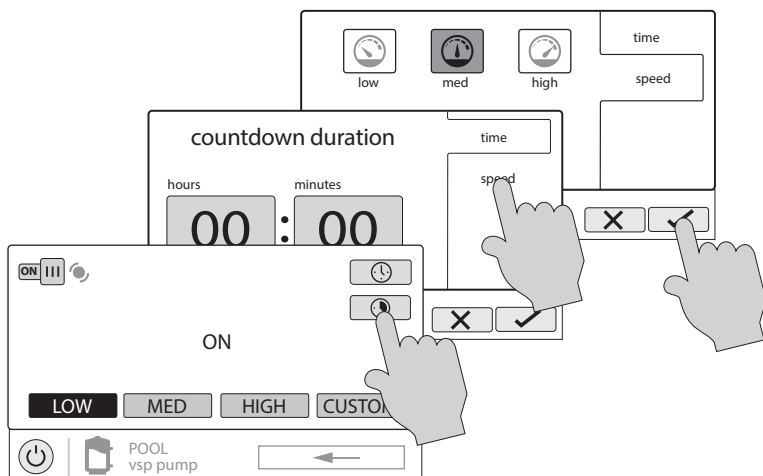 time
speed
low med high
countdown duration
time
speed
hours minutes
00 : 00
ON
ON
LOW MED HIGH
POOL
vsp pump